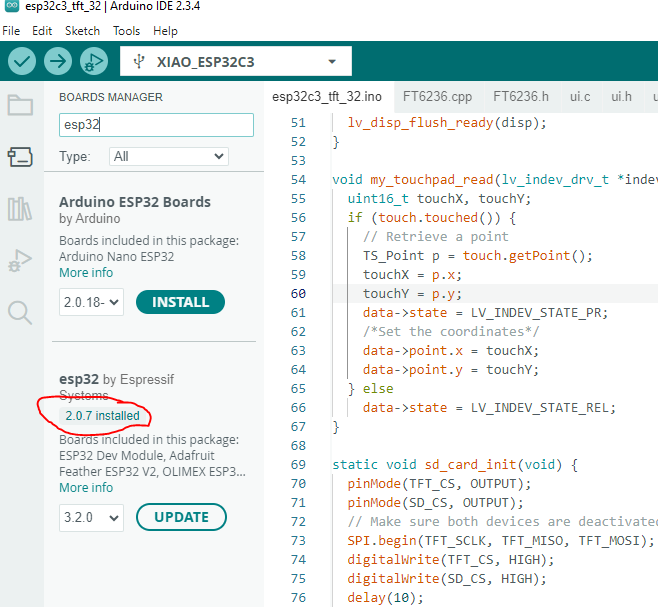 esp32c3_tft_32 | Arduino IDE 2.3.4
File Edit Sketch Tools Help
XIAO_ESP32C3
BOARDS MANAGER
esp32
Type: All
Arduino ESP32 Boards
by Arduino
Boards included in this package:
Arduino Nano ESP32
More info
2.0.18- INSTALL
esp32 by Espressif
Systems
2.0.7 installed
Boards included in this package:
ESP32 Dev Module, Adafruit
Feather ESP32 V2, OLIMEX ESP3...
More info
3.2.0 UPDATE
esp32c3_tft_32.ino FT6236.cpp FT6236.h ui.c ui.h
51 lv_disp_flush_ready(disp);
52 }
53
54 void my_touchpad_read(lv_indev_drv_t *indev
55 uint16_t touchX, touchY;
56 if (touch.touched()) {
57 // Retrieve a point
58 TS_Point p = touch.getPoint();
59 touchX = p.x;
60 touchY = p.y;
61 data->state = LV_INDEV_STATE_PR;
62 /*Set the coordinates*/
63 data->point.x = touchX;
64 data->point.y = touchY;
65 } else
66 data->state = LV_INDEV_STATE_REL;
67 }
68
69 static void sd_card_init(void) {
70 pinMode(TFT_CS, OUTPUT);
71 pinMode(SD_CS, OUTPUT);
72 // Make sure both devices are deactivated
73 SPI.begin(TFT_SCLK, TFT_MISO, TFT_MOSI);
74 digitalWrite(TFT_CS, HIGH);
75 digitalWrite(SD_CS, HIGH);
76 delay(10);